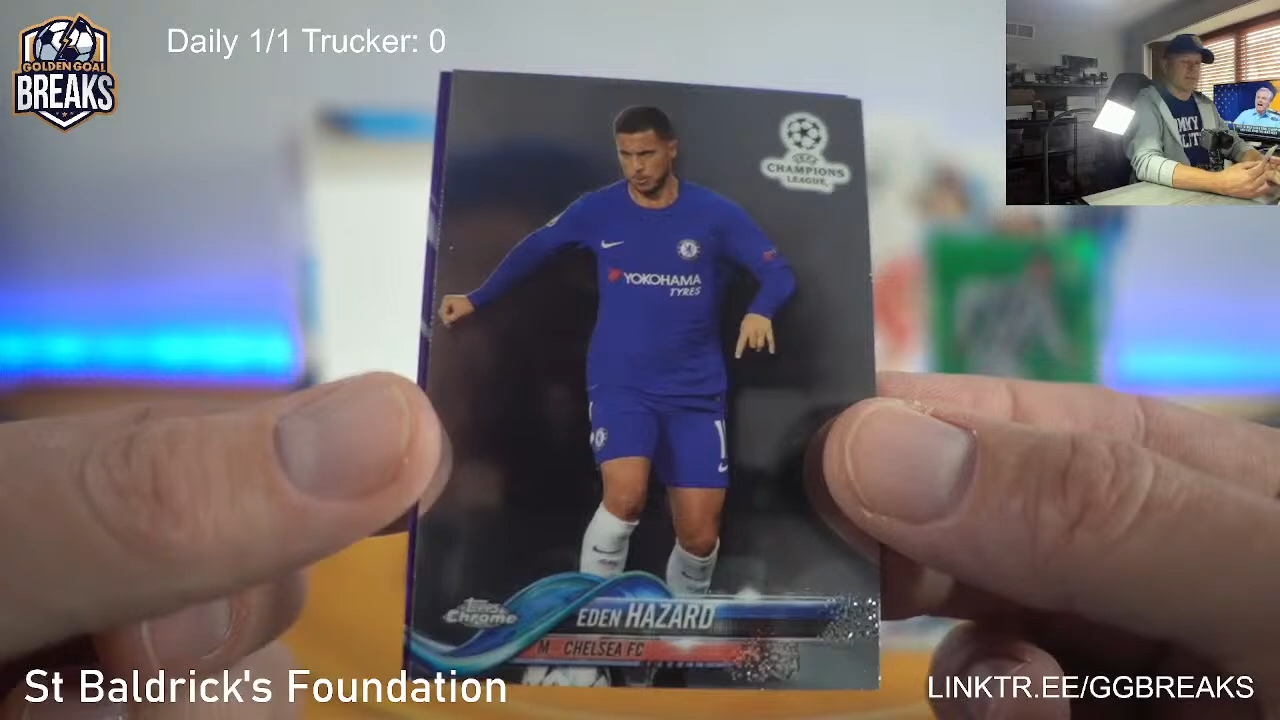 GOLDEN GOAL
BREAKS
Daily 1/1 Trucker: 0
UEFA
CHAMPIONS
LEAGUE
YOKOHAMA
TYRES
Topps
Chrome
EDEN HAZARD
M - CHELSEA FC
St Baldrick's Foundation
LINKTR.EE/GGBREAKS